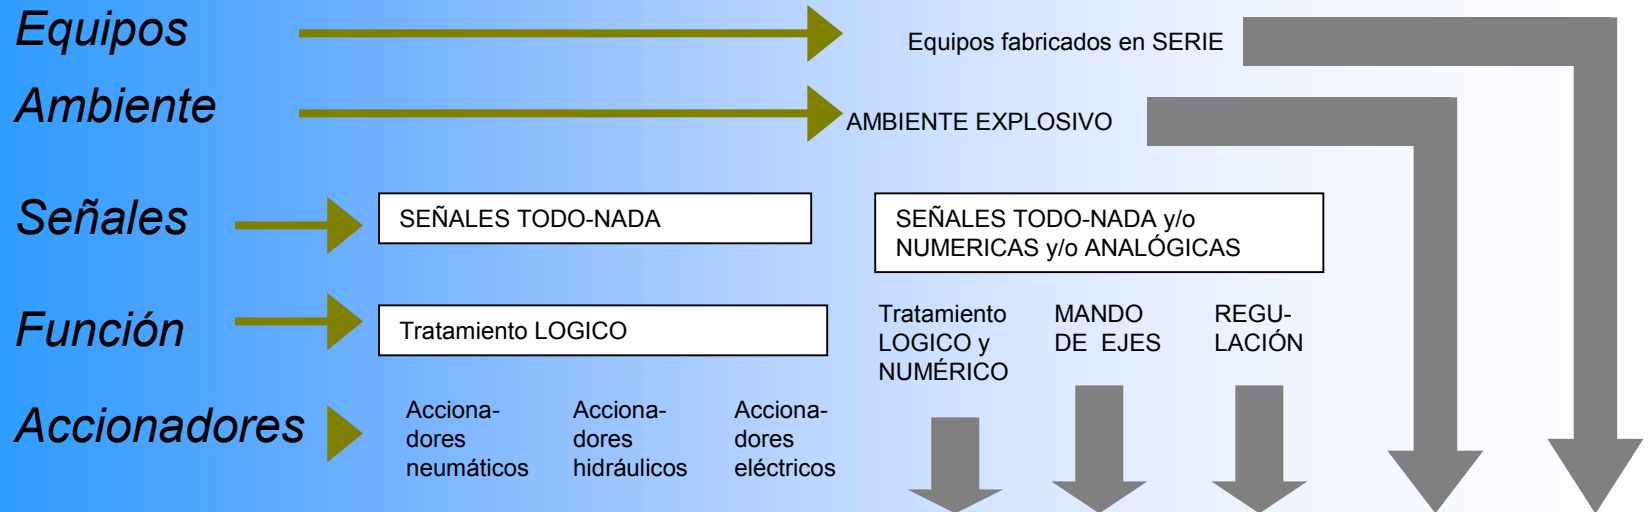 Equipos
Equipos fabricados en SERIE
Ambiente
AMBIENTE EXPLOSIVO
Señales
SEÑALES TODO-NADA
SEÑALES TODO-NADA y/o
NUMERICAS y/o ANALÓGICAS
Función
Tratamiento LOGICO
Tratamiento
LOGICO y
NUMÉRICO
MANDO
DE EJES
REGU-
LACIÓN
Accionadores
Acciona-
dores
neumáticos
Acciona-
dores
hidráulicos
Acciona-
dores
eléctricos